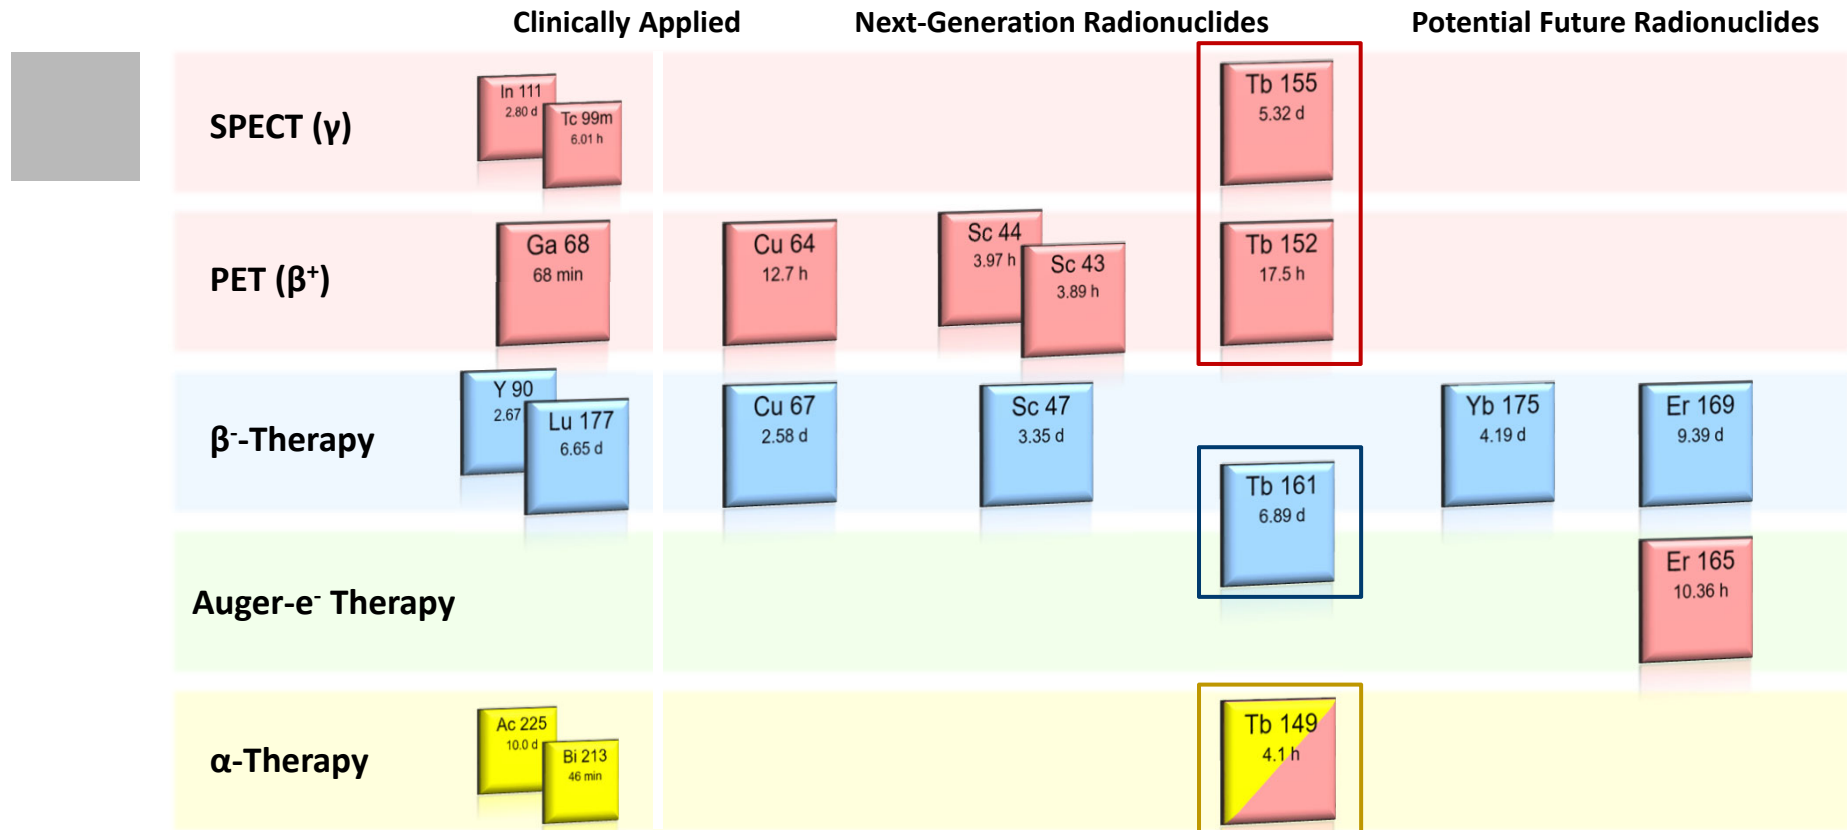 Clinically Applied
Next-Generation Radionuclides
Potential Future Radionuclides
SPECT (γ)
In 111
2.80 d
Tc 99m
6.01 h
Tb 155
5.32 d
PET (β⁺)
Ga 68
68 min
Cu 64
12.7 h
Sc 44
3.97 h
Sc 43
3.89 h
Tb 152
17.5 h
β⁻-Therapy
Y 90
2.67
Lu 177
6.65 d
Cu 67
2.58 d
Sc 47
3.35 d
Tb 161
6.89 d
Yb 175
4.19 d
Er 169
9.39 d
Auger-e⁻ Therapy
Er 165
10.36 h
α-Therapy
Ac 225
10.0 d
Bi 213
46 min
Tb 149
4.1 h